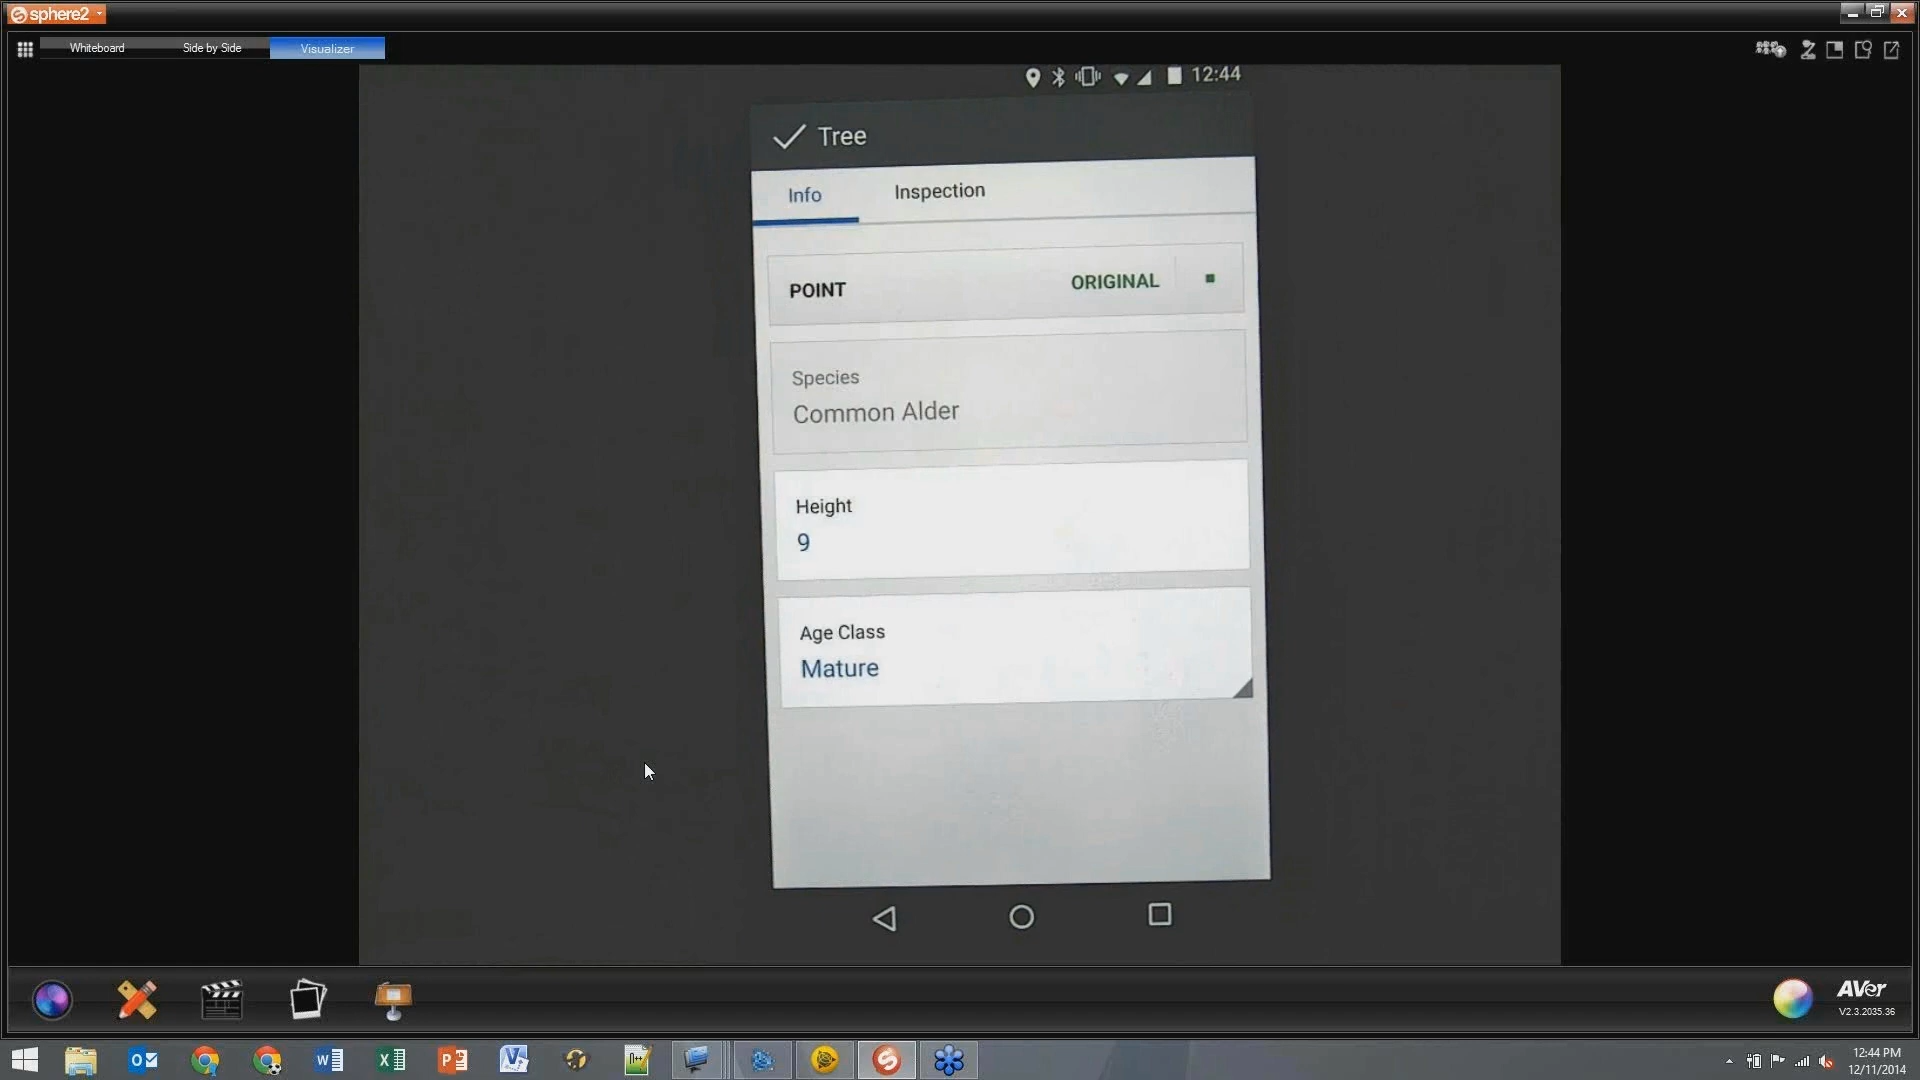 sphere2
Whiteboard
Side by Side
Visualizer
12:44
Tree
Info
Inspection
POINT
ORIGINAL
Species
Common Alder
Height
9
Age Class
Mature
AVer
V2.3.2035.36
12:44 PM
12/11/2014